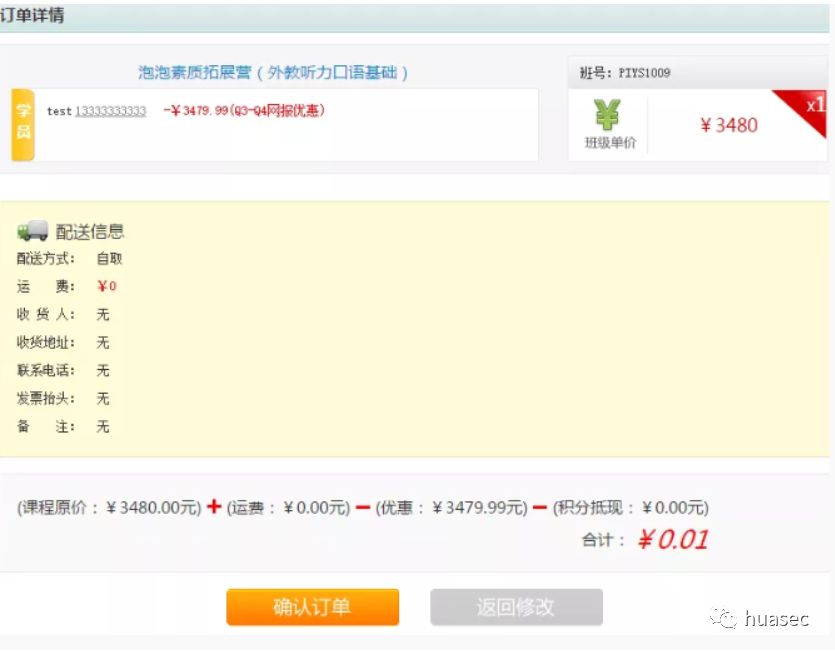 订单详情
泡泡素质拓展营（外教听力口语基础）
班号：PIYS1009
学员
test 13333333333 -￥3479.99(Q3-Q4网报优惠)
x1
￥
班级单价
￥3480
配送信息
配送方式： 自取
运 费： ￥0
收 货 人： 无
收货地址： 无
联系电话： 无
发票抬头： 无
备 注： 无
(课程原价：￥3480.00元)+(运费：￥0.00元)-(优惠：￥3479.99元)-(积分抵现：￥0.00元)
合计：￥0.01
确认订单 返回修改
huasec